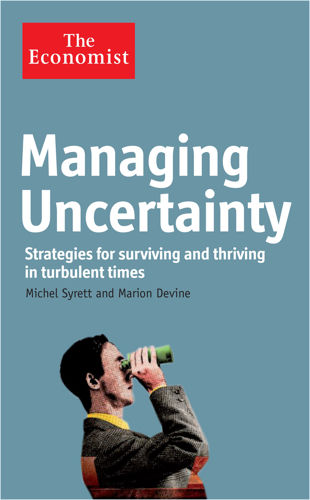 The
Economist
Managing
Uncertainty
Strategies for surviving and thriving
in turbulent times
Michel Syrett and Marion Devine